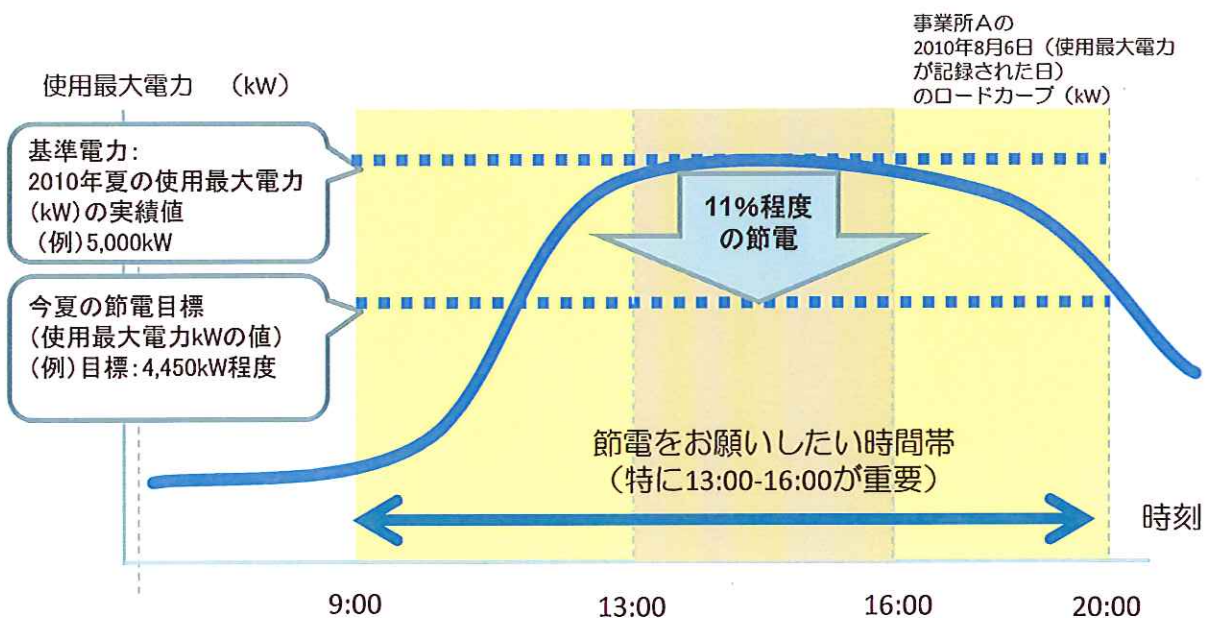 事業所Aの
2010年8月6日（使用最大電力
が記録された日）
のロードカーブ（kW）
使用最大電力　（kW）
基準電力：
2010年夏の使用最大電力
(kW)の実績値
（例）5,000kW
11%程度
の節電
今夏の節電目標
(使用最大電力kWの値)
(例)目標：4,450kW程度
節電をお願いしたい時間帯
（特に13:00-16:00が重要）
時刻
9:00
13:00
16:00
20:00